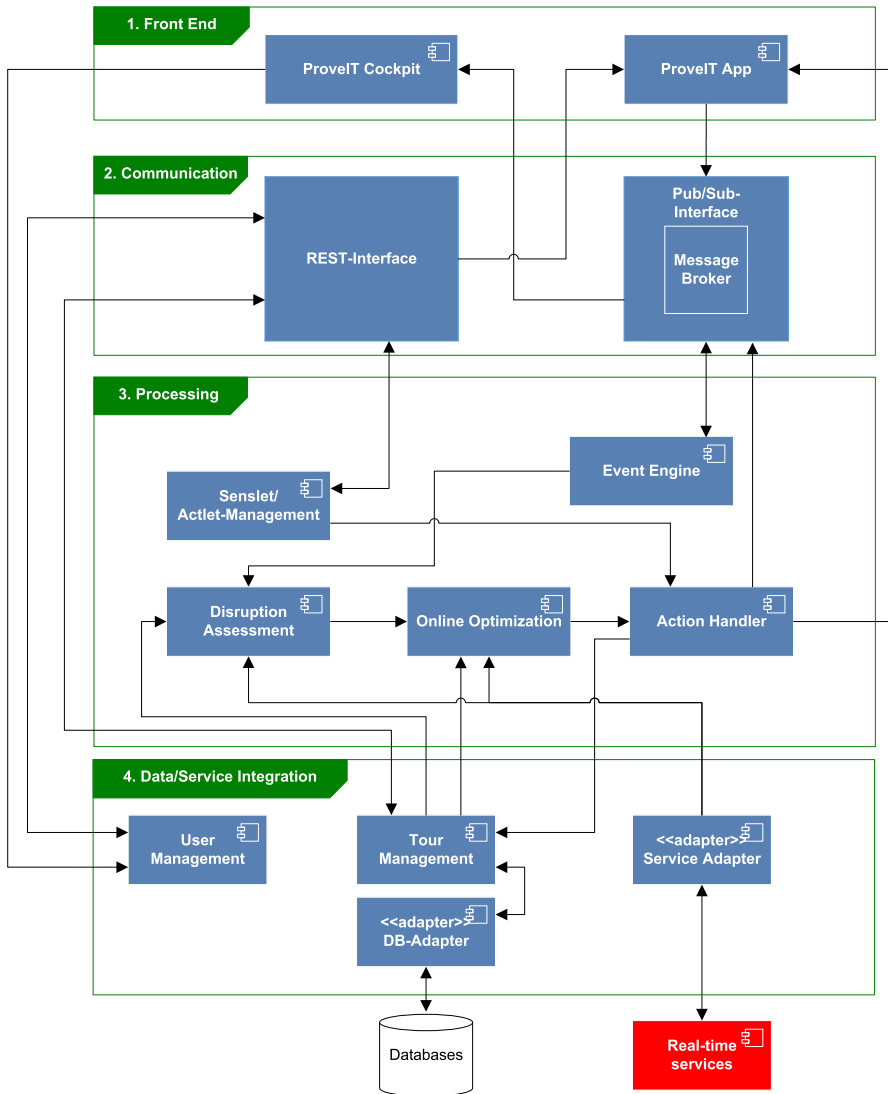 1. Front End
ProveIT Cockpit
ProveIT App
2. Communication
REST-Interface
Pub/Sub-
Interface
Message
Broker
3. Processing
Event Engine
Senslet/
Actlet-Management
Disruption
Assessment
Online Optimization
Action Handler
4. Data/Service Integration
User
Management
Tour
Management
<<adapter>>
Service Adapter
<<adapter>>
DB-Adapter
Databases
Real-time
services